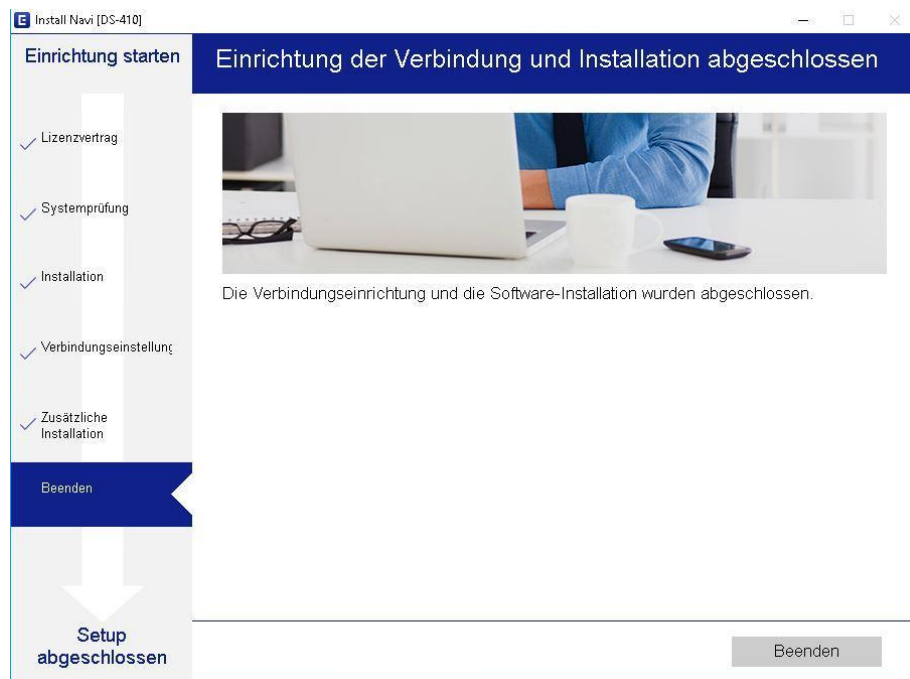 E Install Navi [DS-410]
Einrichtung starten
Einrichtung der Verbindung und Installation abgeschlossen
Lizenzvertrag
Systemprüfung
Installation
Verbindungseinstellung
Zusätzliche
Installation
Beenden
Setup
abgeschlossen
Die Verbindungseinrichtung und die Software-Installation wurden abgeschlossen.
Beenden